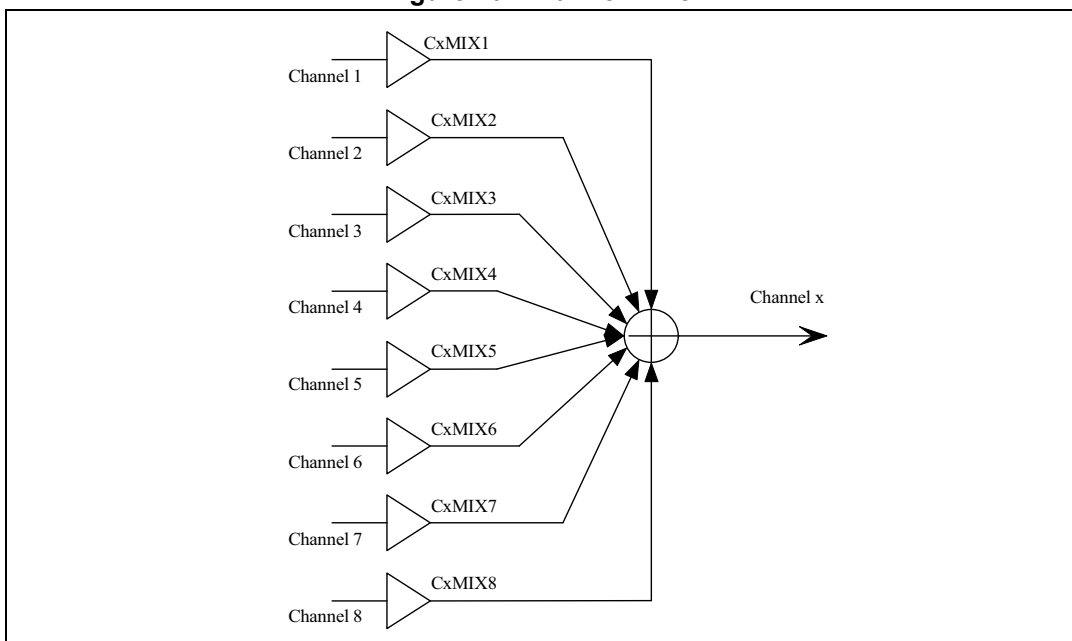 CxMIX1
Channel 1
CxMIX2
Channel 2
CxMIX3
Channel 3
CxMIX4
Channel 4
Channel x
CxMIX5
Channel 5
CxMIX6
Channel 6
CxMIX7
Channel 7
CxMIX8
Channel 8